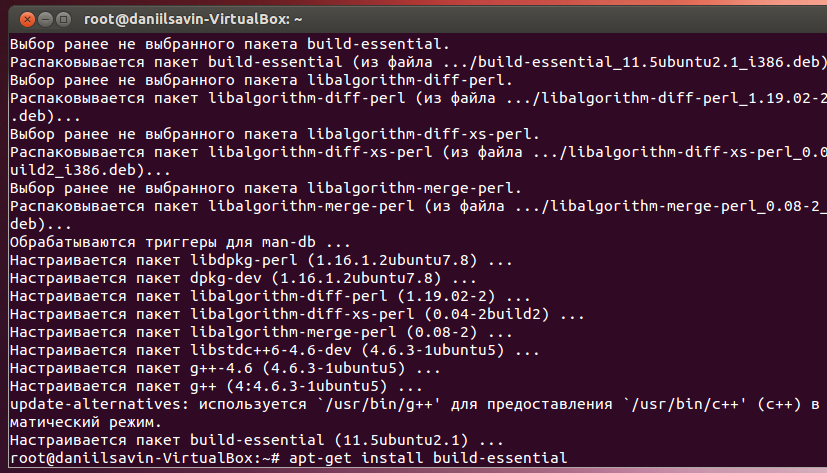 root@daniilsavin-VirtualBox: ~
Выбор ранее не выбранного пакета build-essential.
Распаковывается пакет build-essential (из файла .../build-essential_11.5ubuntu2.1_i386.deb)
Выбор ранее не выбранного пакета libalgorithm-diff-perl.
Распаковывается пакет libalgorithm-diff-perl (из файла .../libalgorithm-diff-perl_1.19.02-2
.deb)...
Выбор ранее не выбранного пакета libalgorithm-diff-xs-perl.
Распаковывается пакет libalgorithm-diff-xs-perl (из файла .../libalgorithm-diff-xs-perl_0.0
uild2_i386.deb)...
Выбор ранее не выбранного пакета libalgorithm-merge-perl.
Распаковывается пакет libalgorithm-merge-perl (из файла .../libalgorithm-merge-perl_0.08-2_
deb)...
Обрабатываются триггеры для man-db ...
Настраивается пакет libdpkg-perl (1.16.1.2ubuntu7.8) ...
Настраивается пакет dpkg-dev (1.16.1.2ubuntu7.8) ...
Настраивается пакет libalgorithm-diff-perl (1.19.02-2) ...
Настраивается пакет libalgorithm-diff-xs-perl (0.04-2build2) ...
Настраивается пакет libalgorithm-merge-perl (0.08-2) ...
Настраивается пакет libstdc++6-4.6-dev (4.6.3-1ubuntu5) ...
Настраивается пакет g++-4.6 (4.6.3-1ubuntu5) ...
Настраивается пакет g++ (4:4.6.3-1ubuntu5) ...
update-alternatives: используется `/usr/bin/g++' для предоставления `/usr/bin/c++' (c++) в
матический режим.
Настраивается пакет build-essential (11.5ubuntu2.1) ...
root@daniilsavin-VirtualBox:~# apt-get install build-essential